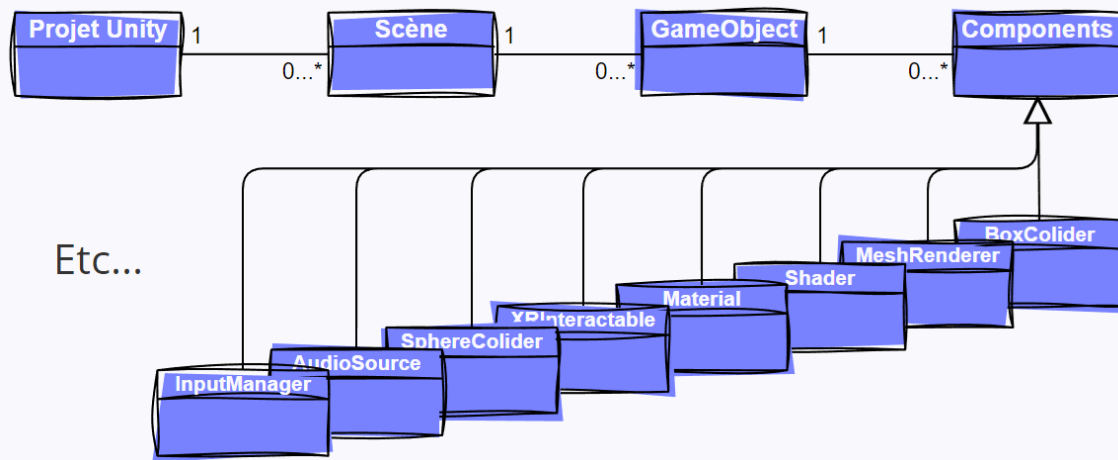 Projet Unity
1
0...*
Scène
1
0...*
GameObject
1
0...*
Components
Etc...
BoxColider
MeshRenderer
Shader
Material
XRInteractable
SphereColider
AudioSource
InputManager